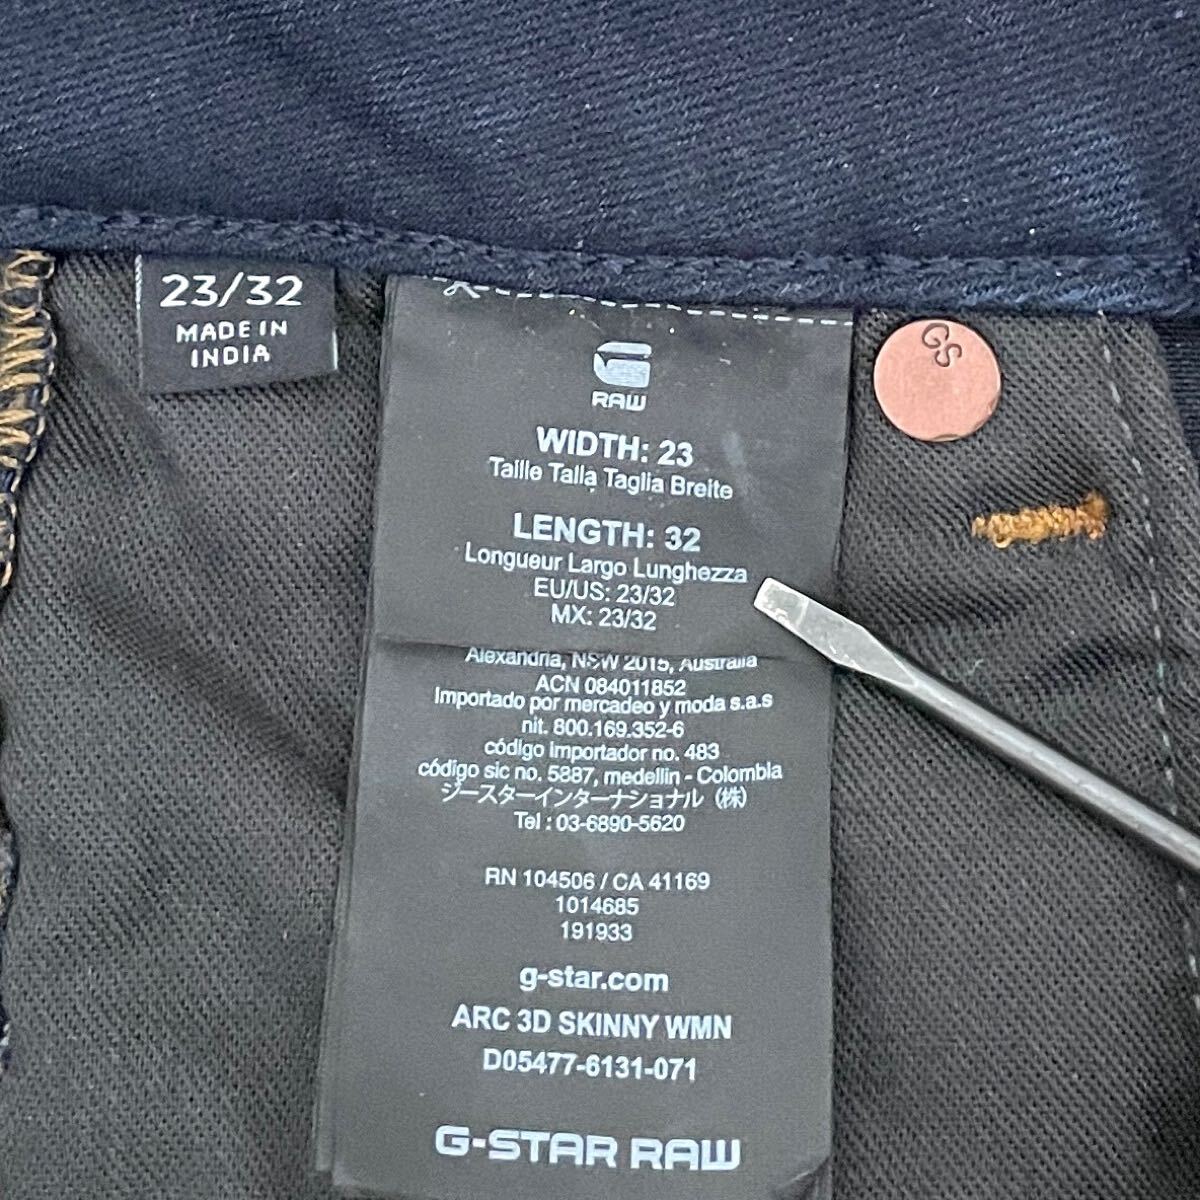 23/32
MADE IN
INDIA
RAW
GS
WIDTH: 23
Taille Talla Taglia Breite
LENGTH: 32
Longueur Largo Lunghezza
EU/US: 23/32
MX: 23/32
Alexandria, NSW 2015, Australia
ACN 084011852
Importado por mercadeo y moda s.a.s
nit. 800.169.352-6
código importador no. 483
código sic no. 5887, medellin - Colombia
ジースターインターナショナル（株）
Tel : 03-6890-5620
RN 104506 / CA 41169
1014685
191933
g-star.com
ARC 3D SKINNY WMN
D05477-6131-071
G-STAR RAW